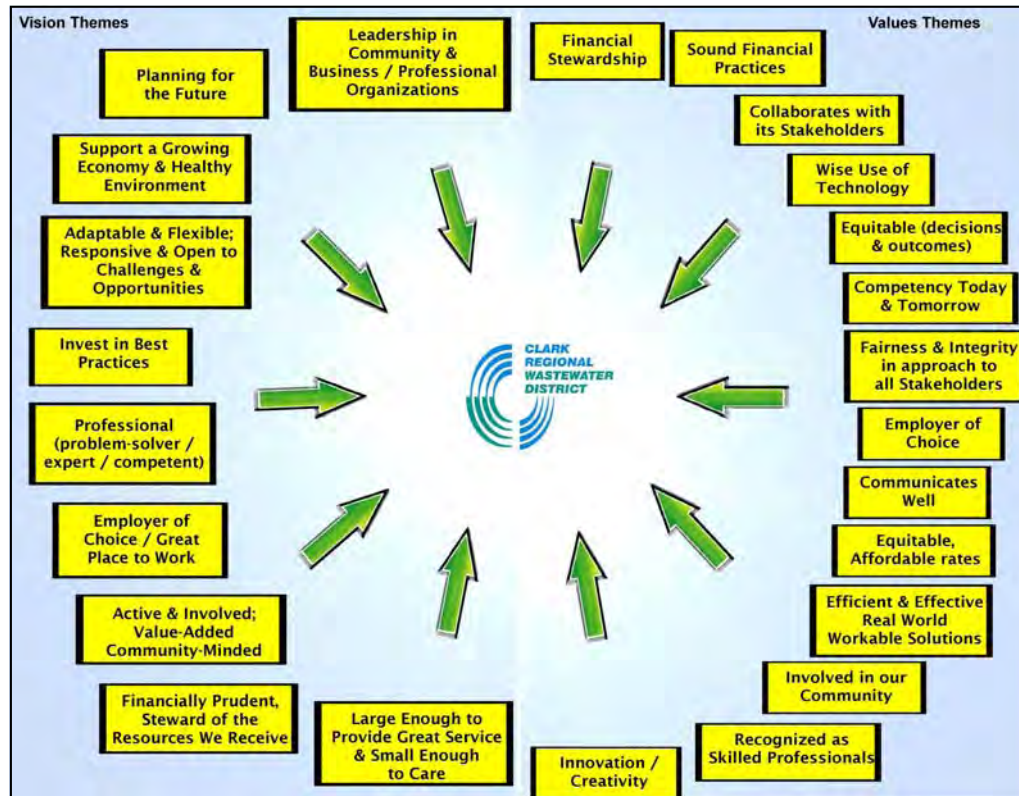 Vision Themes
Values Themes
Leadership in
Community &
Business / Professional
Organizations
Planning for
the Future
Support a Growing
Economy & Healthy
Environment
Adaptable & Flexible;
Responsive & Open to
Challenges &
Opportunities
Invest in Best
Practices
Professional
(problem-solver /
expert / competent)
Employer of
Choice / Great
Place to Work
Active & Involved;
Value-Added
Community-Minded
Financially Prudent,
Steward of the
Resources We Receive
Large Enough to
Provide Great Service
& Small Enough
to Care
CLARK
REGIONAL
WASTEWATER
DISTRICT
Financial
Stewardship
Sound Financial
Practices
Collaborates with
its Stakeholders
Wise Use of
Technology
Equitable (decisions
& outcomes)
Competency Today
& Tomorrow
Fairness & Integrity
in approach to
all Stakeholders
Employer of
Choice
Communicates
Well
Equitable,
Affordable rates
Efficient & Effective
Real World
Workable Solutions
Involved in our
Community
Recognized as
Skilled Professionals
Innovation /
Creativity